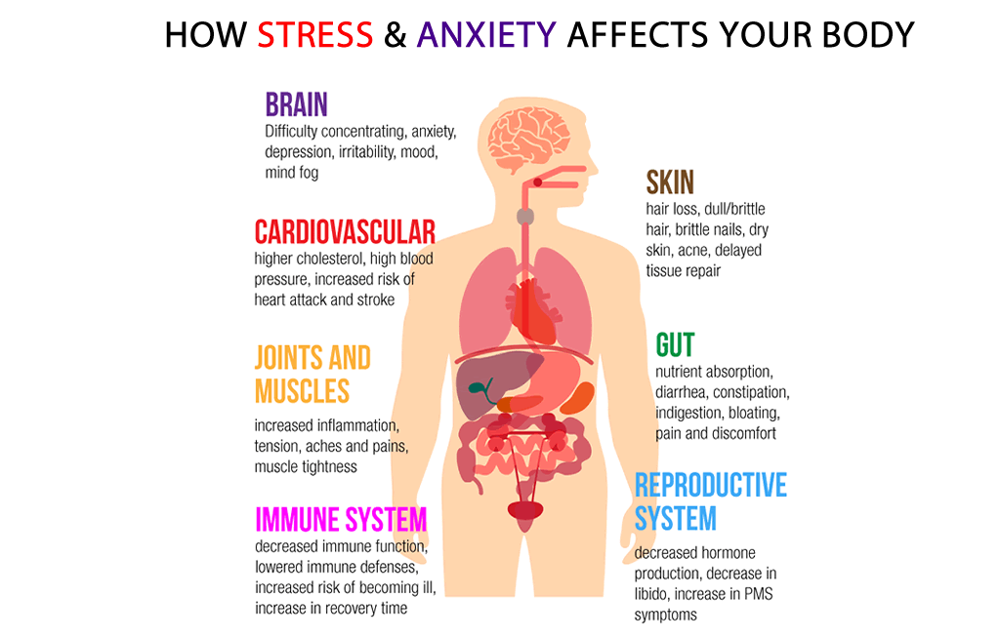 HOW STRESS & ANXIETY AFFECTS YOUR BODY
BRAIN
Difficulty concentrating, anxiety,
depression, irritability, mood,
mind fog
CARDIOVASCULAR
higher cholesterol, high blood
pressure, increased risk of
heart attack and stroke
JOINTS AND
MUSCLES
increased inflammation,
tension, aches and pains,
muscle tightness
IMMUNE SYSTEM
decreased immune function,
lowered immune defenses,
increased risk of becoming ill,
increase in recovery time
SKIN
hair loss, dull/brittle
hair, brittle nails, dry
skin, acne, delayed
tissue repair
GUT
nutrient absorption,
diarrhea, constipation,
indigestion, bloating,
pain and discomfort
REPRODUCTIVE
SYSTEM
decreased hormone
production, decrease in
libido, increase in PMS
symptoms